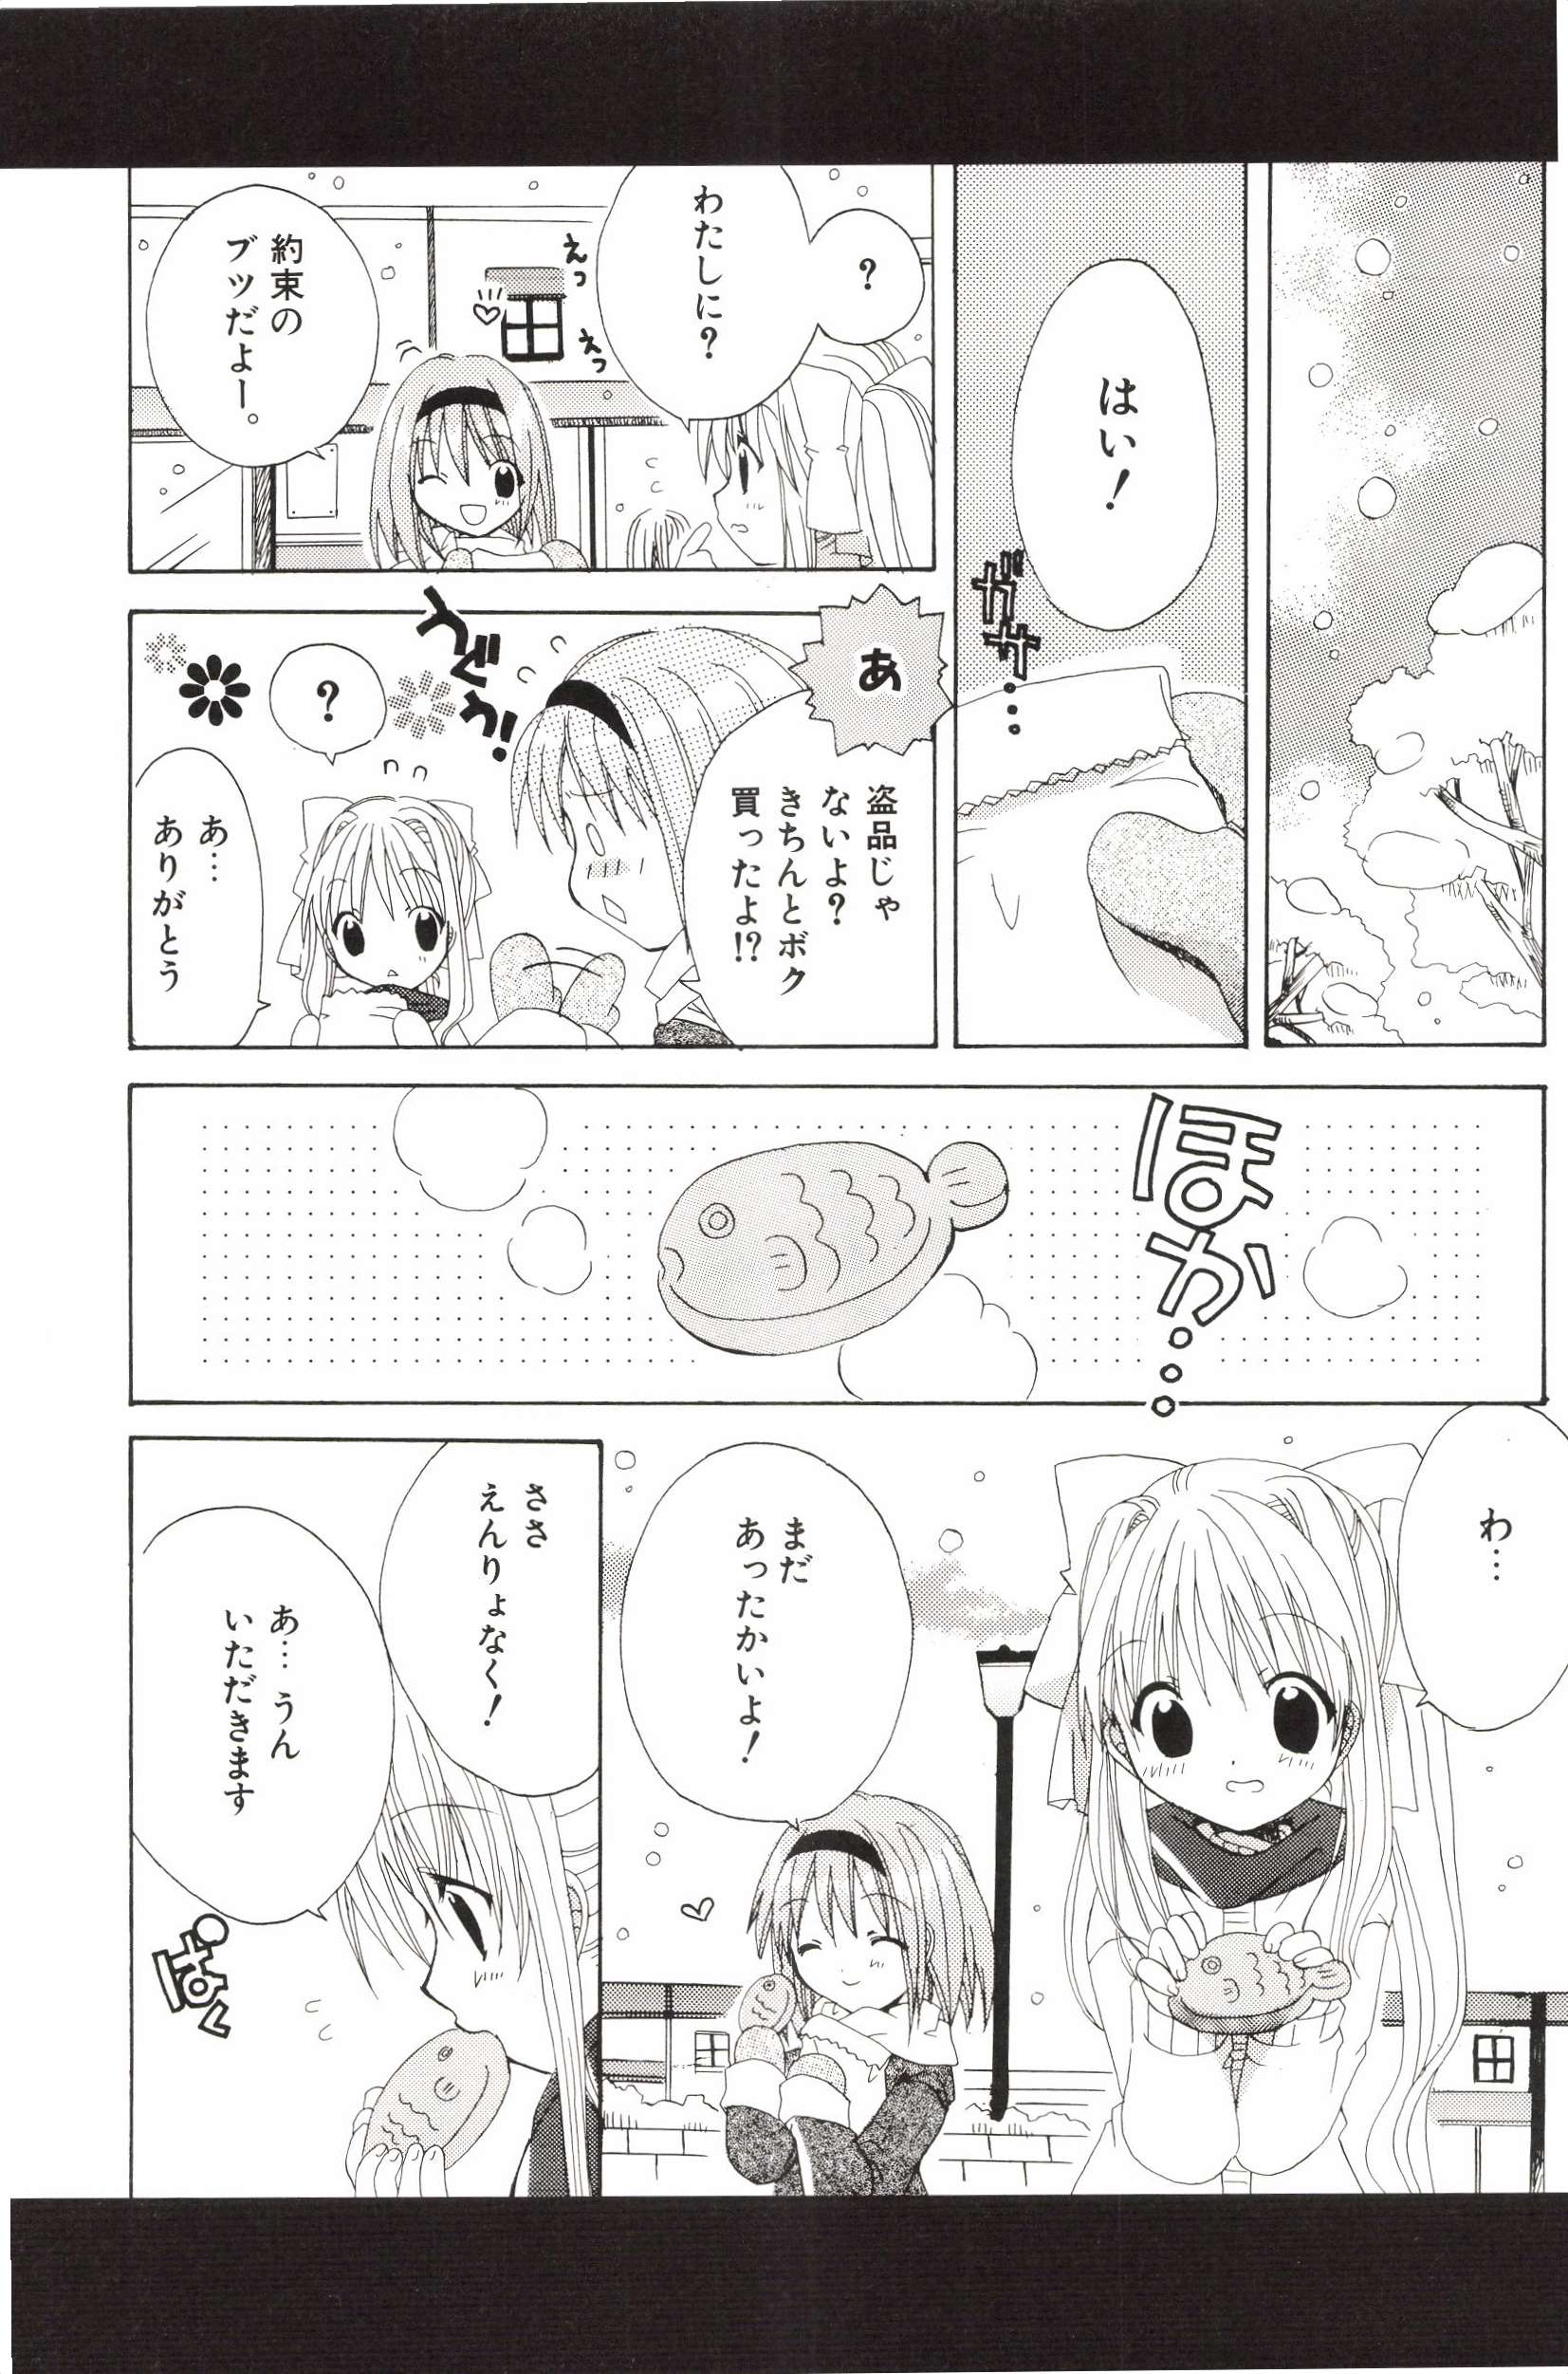 はい！
ガサ…
？
わたしに？
えっ
えっ
約束の
ブツだよー。
あ
盗品じゃ
ないよ？
きちんとボク
買ったよ!?
うぐぅ！
？
あ…
ありがとう
ほか…
わ…
まだ
あったかいよ！
ささ
えんりょなく！
あ…うん
いただきます
ぱく